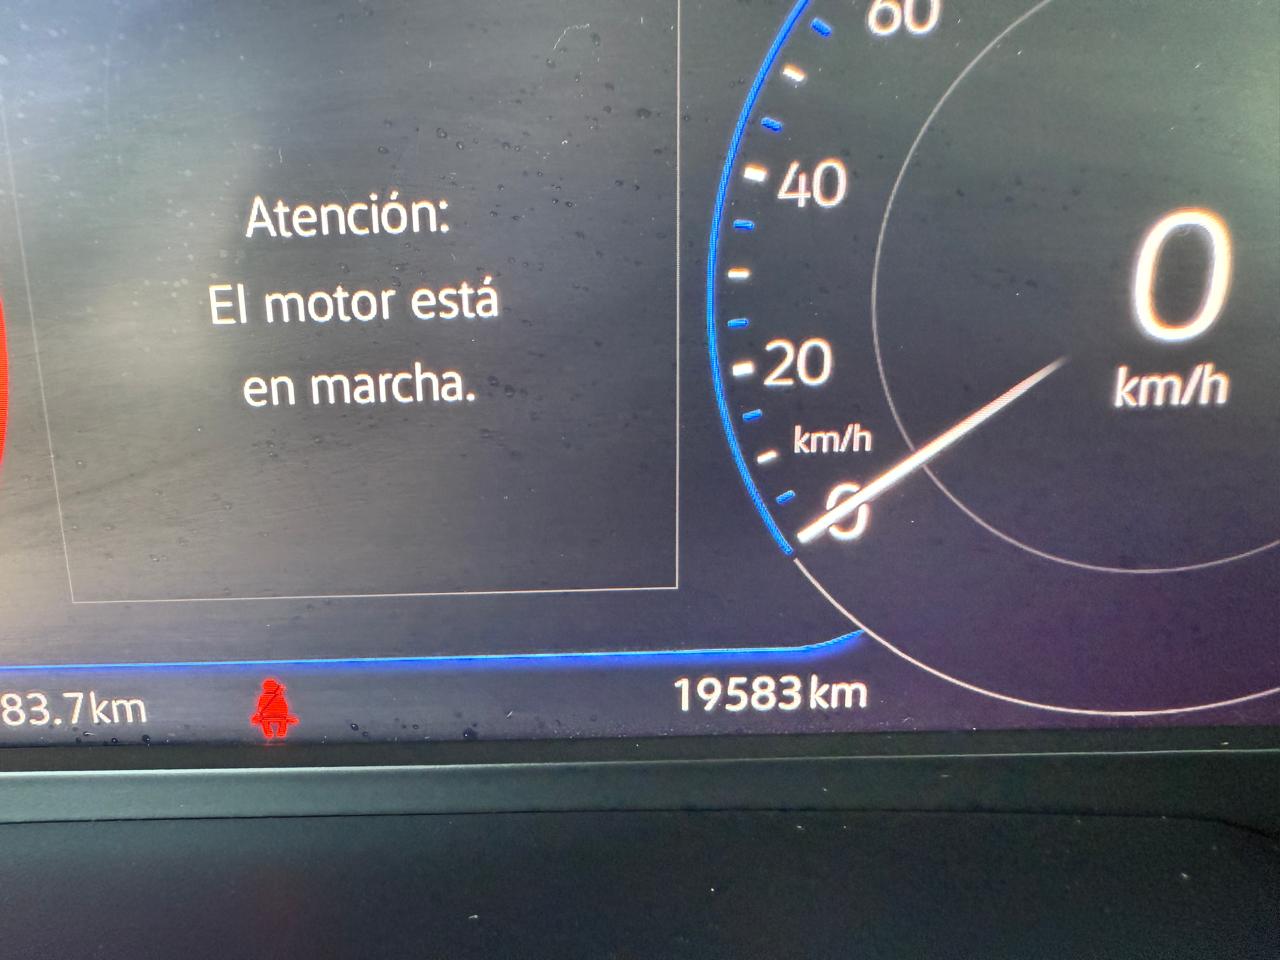 Atención:
El motor está
en marcha.
60
40
20
km/h
0
0
km/h
83.7km
19583km